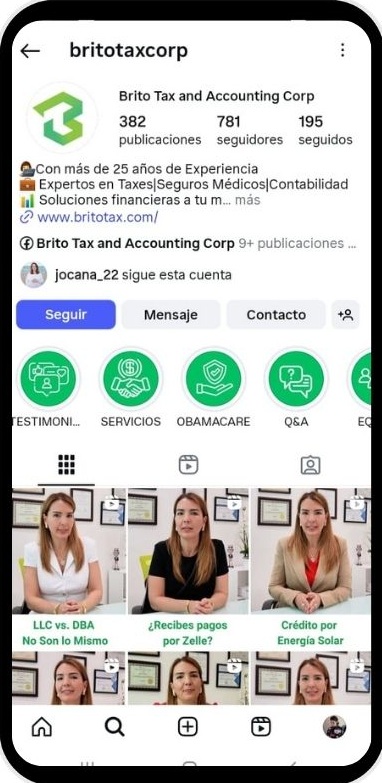 britotaxcorp
Brito Tax and Accounting Corp
382 781 195
publicaciones seguidores seguidos
Con más de 25 años de Experiencia
Expertos en Taxes|Seguros Médicos|Contabilidad
Soluciones financieras a tu m... más
www.britotax.com/
Brito Tax and Accounting Corp 9+ publicaciones ...
jocana_22 sigue esta cuenta
Seguir Mensaje Contacto
TESTIMONI... SERVICIOS OBAMACARE Q&A EQ
LLC vs. DBA
No Son lo Mismo
¿Recibes pagos
por Zelle?
Crédito por
Energía Solar